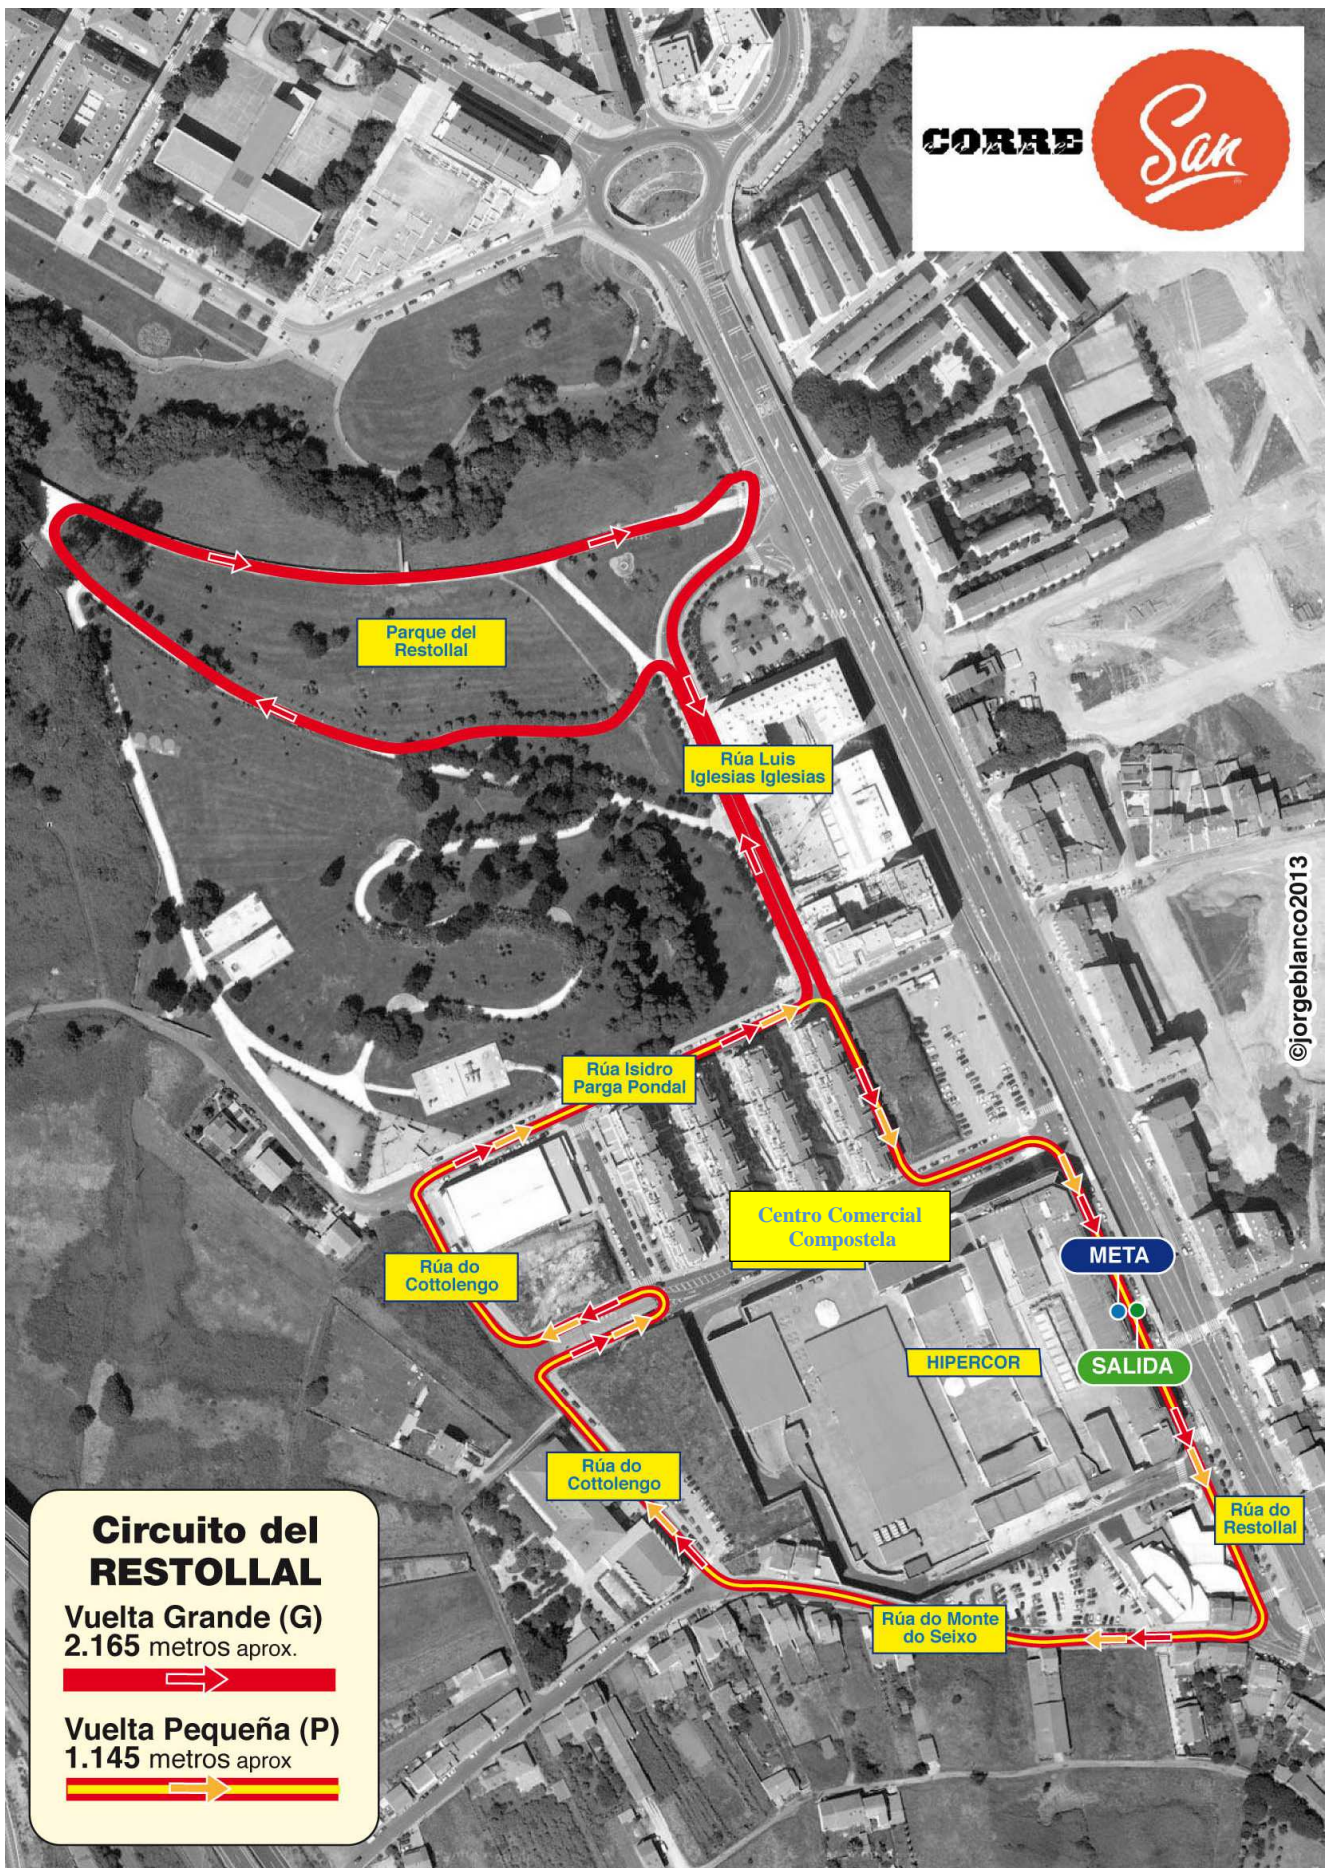 CORRE
San
Parque del
Restollal
Rúa Luis
Iglesias Iglesias
©jorgeblanco2013
Rúa Isidro
Parga Pondal
Centro Comercial
Compostela
Rúa do
Cottolengo
META
HIPERCOR
SALIDA
Rúa do
Cottolengo
Rúa do
Restollal
Rúa do Monte
do Seixo
Circuito del
RESTOLLAL
Vuelta Grande (G)
2.165 metros aprox.
Vuelta Pequeña (P)
1.145 metros aprox